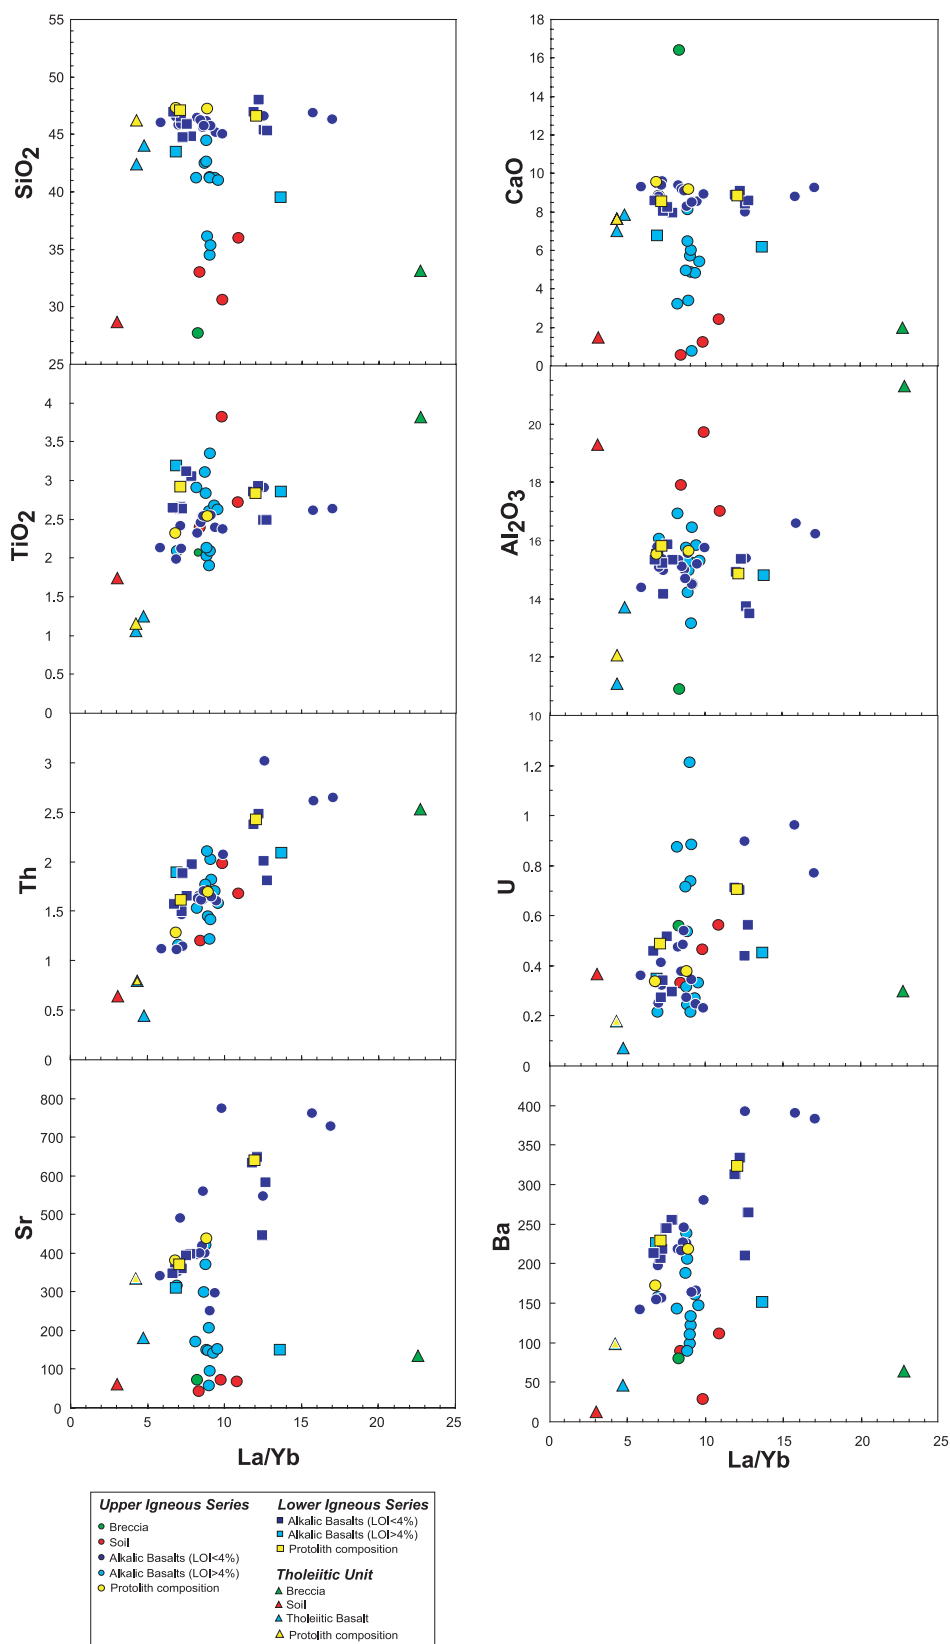 55
50
45
40
35
30
25
SiO2
18
16
14
12
10
8
6
4
2
0
CaO
4
3.5
3
2.5
2
1.5
1
0.5
0
TiO2
20
18
16
14
12
10
Al2O3
3
2.5
2
1.5
1
0.5
0
Th
1.2
1
0.8
0.6
0.4
0.2
0
U
800
700
600
500
400
300
200
100
0
Sr
400
350
300
250
200
150
100
50
0
Ba
0 5 10 15 20 25
La/Yb
0 5 10 15 20 25
La/Yb
Upper Igneous Series
Breccia
Soil
Alkalic Basalts (LOI<4%)
Alkalic Basalts (LOI>4%)
Protolith composition
Lower Igneous Series
Alkalic Basalts (LOI<4%)
Alkalic Basalts (LOI>4%)
Protolith composition
Tholeiitic Unit
Breccia
Soil
Tholeiitic Basalt
Protolith composition